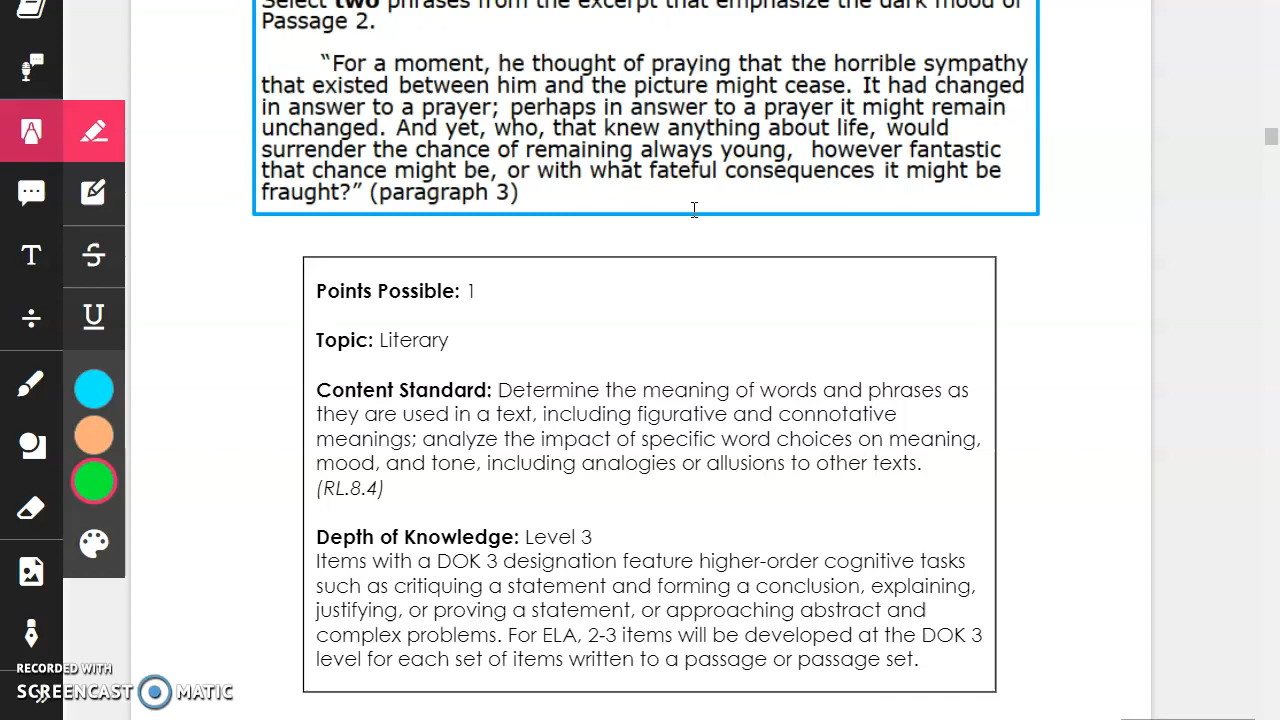 Select two phrases from the excerpt that emphasize the dark mood of
Passage 2.
“For a moment, he thought of praying that the horrible sympathy
that existed between him and the picture might cease. It had changed
in answer to a prayer; perhaps in answer to a prayer it might remain
unchanged. And yet, who, that knew anything about life, would
surrender the chance of remaining always young, however fantastic
that chance might be, or with what fateful consequences it might be
fraught?” (paragraph 3)
Points Possible: 1
Topic: Literary
Content Standard: Determine the meaning of words and phrases as
they are used in a text, including figurative and connotative
meanings; analyze the impact of specific word choices on meaning,
mood, and tone, including analogies or allusions to other texts.
(RL.8.4)
Depth of Knowledge: Level 3
Items with a DOK 3 designation feature higher-order cognitive tasks
such as critiquing a statement and forming a conclusion, explaining,
justifying, or proving a statement, or approaching abstract and
complex problems. For ELA, 2-3 items will be developed at the DOK 3
level for each set of items written to a passage or passage set.
T
S
U
RECORDED WITH
SCREENCAST MATIC